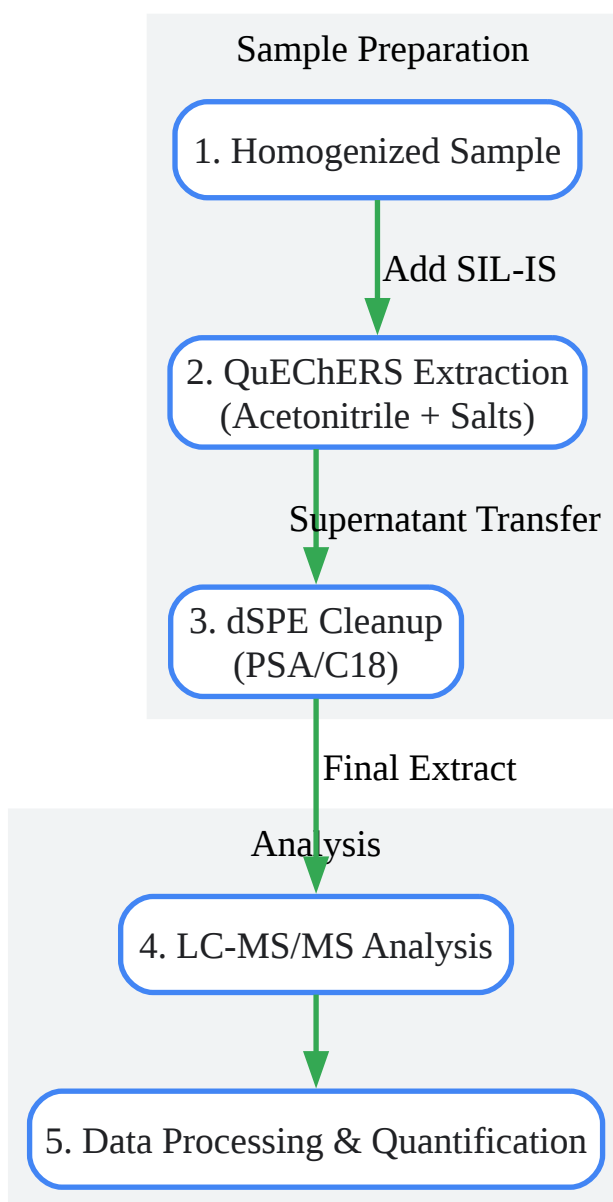 Sample Preparation
1. Homogenized Sample
Add SIL-IS
2. QuEChERS Extraction
(Acetonitrile + Salts)
Supernatant Transfer
3. dSPE Cleanup
(PSA/C18)
Final Extract
Analysis
4. LC-MS/MS Analysis
5. Data Processing & Quantification